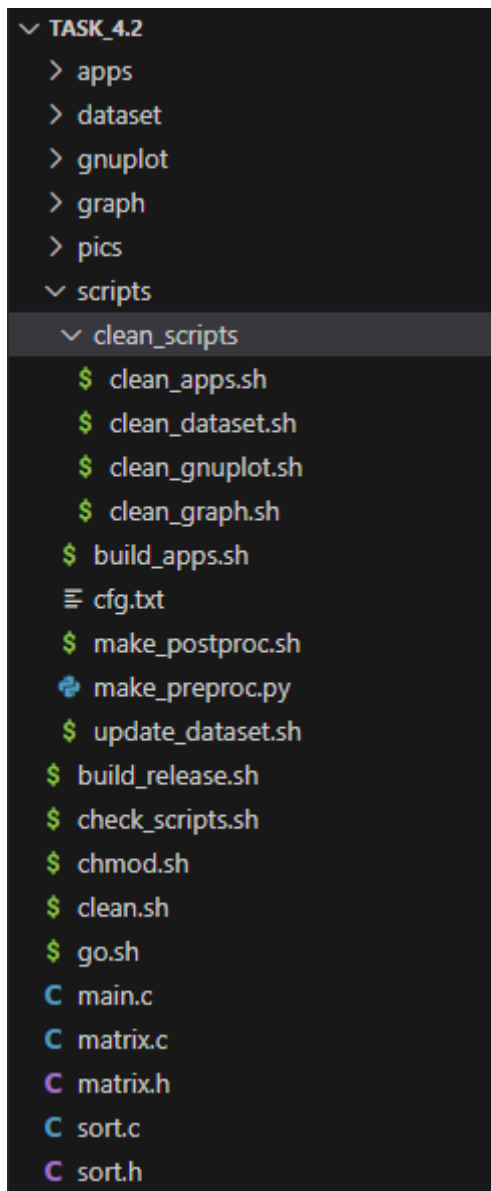 TASK_4.2
apps
dataset
gnuplot
graph
pics
scripts
clean_scripts
$ clean_apps.sh
$ clean_dataset.sh
$ clean_gnuplot.sh
$ clean_graph.sh
$ build_apps.sh
cfg.txt
$ make_postproc.sh
make_preproc.py
$ update_dataset.sh
$ build_release.sh
$ check_scripts.sh
$ chmod.sh
$ clean.sh
$ go.sh
C main.c
C matrix.c
C matrix.h
C sort.c
C sort.h